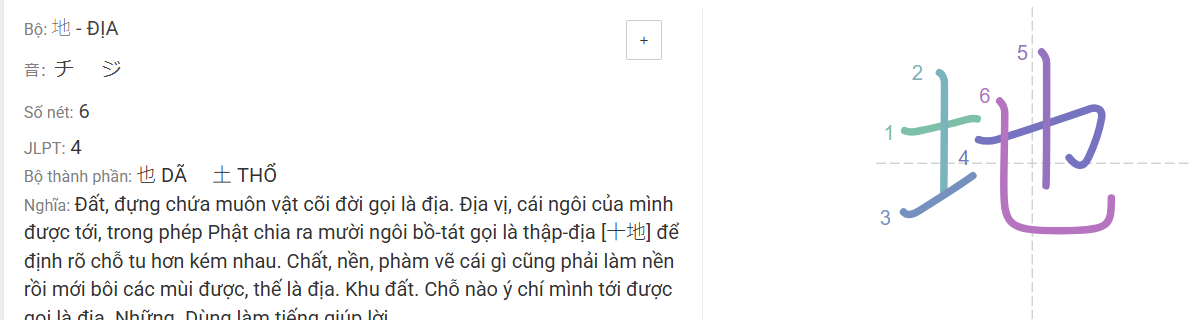 Bộ: 地 - ĐỊA
+
音: チ ジ
Số nét: 6
JLPT: 4
Bộ thành phần: 也 DÃ 土 THỔ
Nghĩa: Đất, đựng chứa muôn vật cõi đời gọi là địa. Địa vị, cái ngôi của mình
được tới, trong phép Phật chia ra mười ngôi bồ-tát gọi là thập-địa [十地] để
định rõ chỗ tu hơn kém nhau. Chất, nền, phàm vẽ cái gì cũng phải làm nền
rồi mới bôi các mùi được, thế là địa. Khu đất. Chỗ nào ý chí mình tới được
gọi là địa. Những. Dùng làm tiếng giúp lời.
地
1
2
3
4
5
6